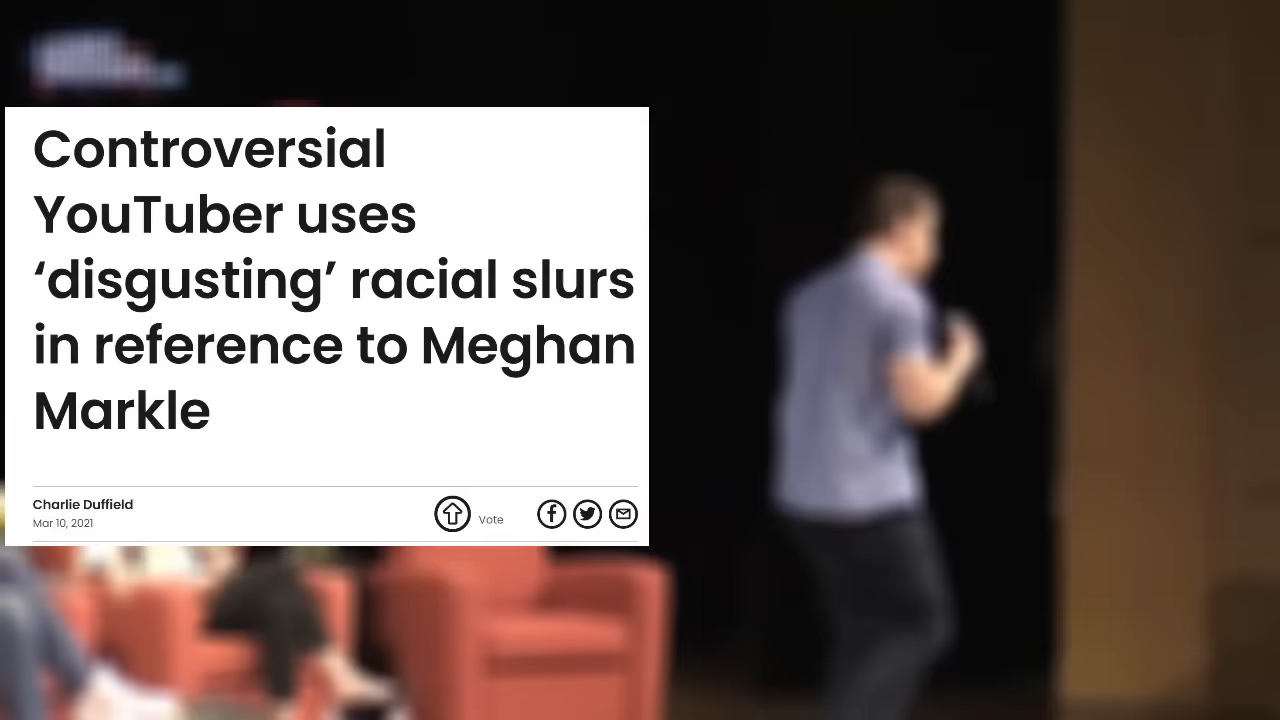 Controversial
YouTuber uses
‘disgusting’ racial slurs
in reference to Meghan
Markle
Charlie Duffield
Mar 10, 2021
Vote